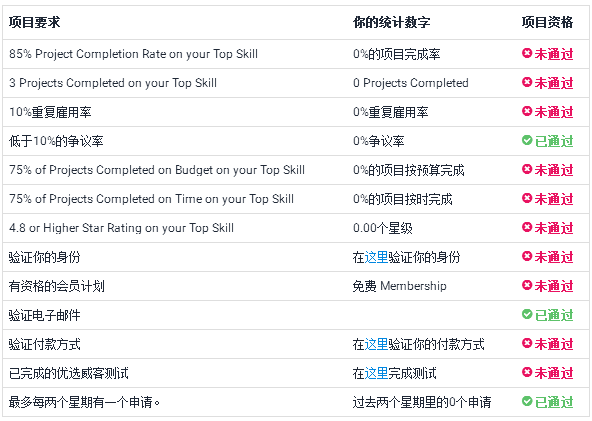 项目要求 你的统计数字 项目资格
85% Project Completion Rate on your Top Skill 0%的项目完成率 未通过
3 Projects Completed on your Top Skill 0 Projects Completed 未通过
10%重复雇用率 0%重复雇用率 未通过
低于10%的争议率 0%争议率 已通过
75% of Projects Completed on Budget on your Top Skill 0%的项目按预算完成 未通过
75% of Projects Completed on Time on your Top Skill 0%的项目按时完成 未通过
4.8 or Higher Star Rating on your Top Skill 0.00个星级 未通过
验证你的身份 在这里验证你的身份 未通过
有资格的会员计划 免费 Membership 未通过
验证电子邮件 已通过
验证付款方式 在这里验证你的付款方式 未通过
已完成的优选威客测试 在这里完成测试 未通过
最多每两个星期有一个申请。 过去两个星期里的0个申请 已通过